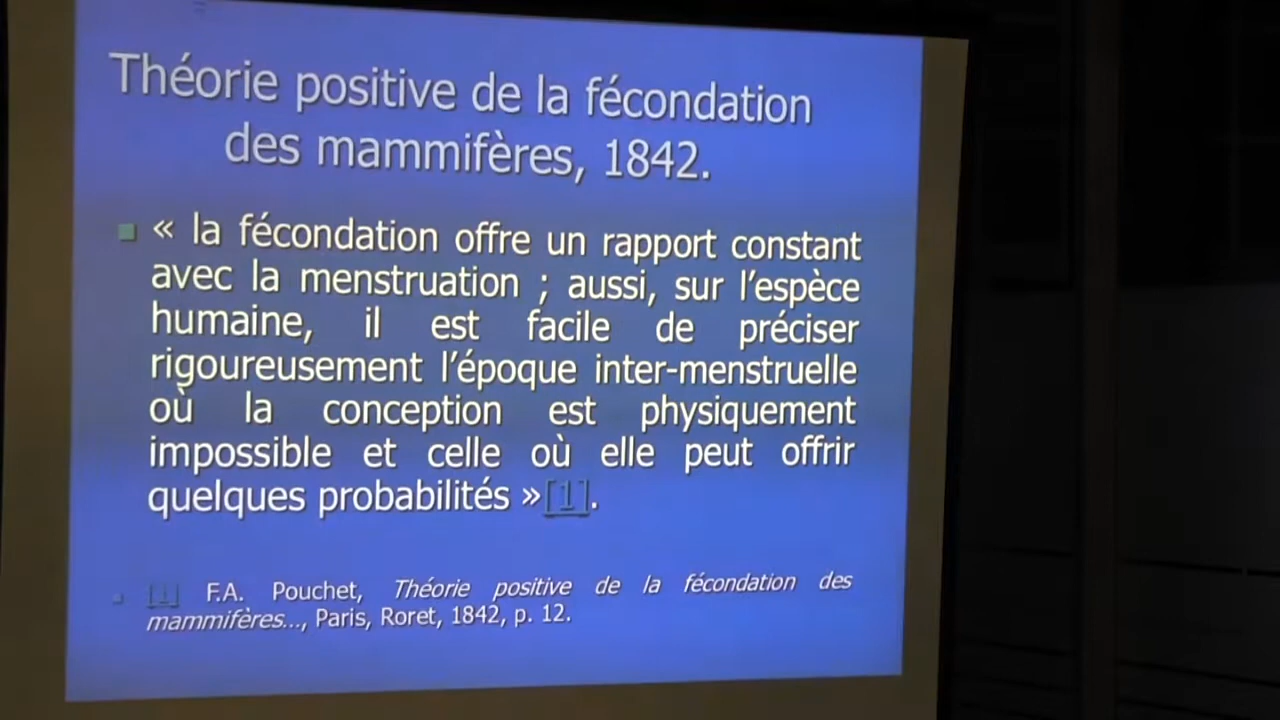 Théorie positive de la fécondation
des mammifères, 1842.
« la fécondation offre un rapport constant
avec la menstruation ; aussi, sur l’espèce
humaine, il est facile de préciser
rigoureusement l’époque inter-menstruelle
où la conception est physiquement
impossible et celle où elle peut offrir
quelques probabilités »[1].
[1] F.A. Pouchet, Théorie positive de la fécondation des
mammifères..., Paris, Roret, 1842, p. 12.